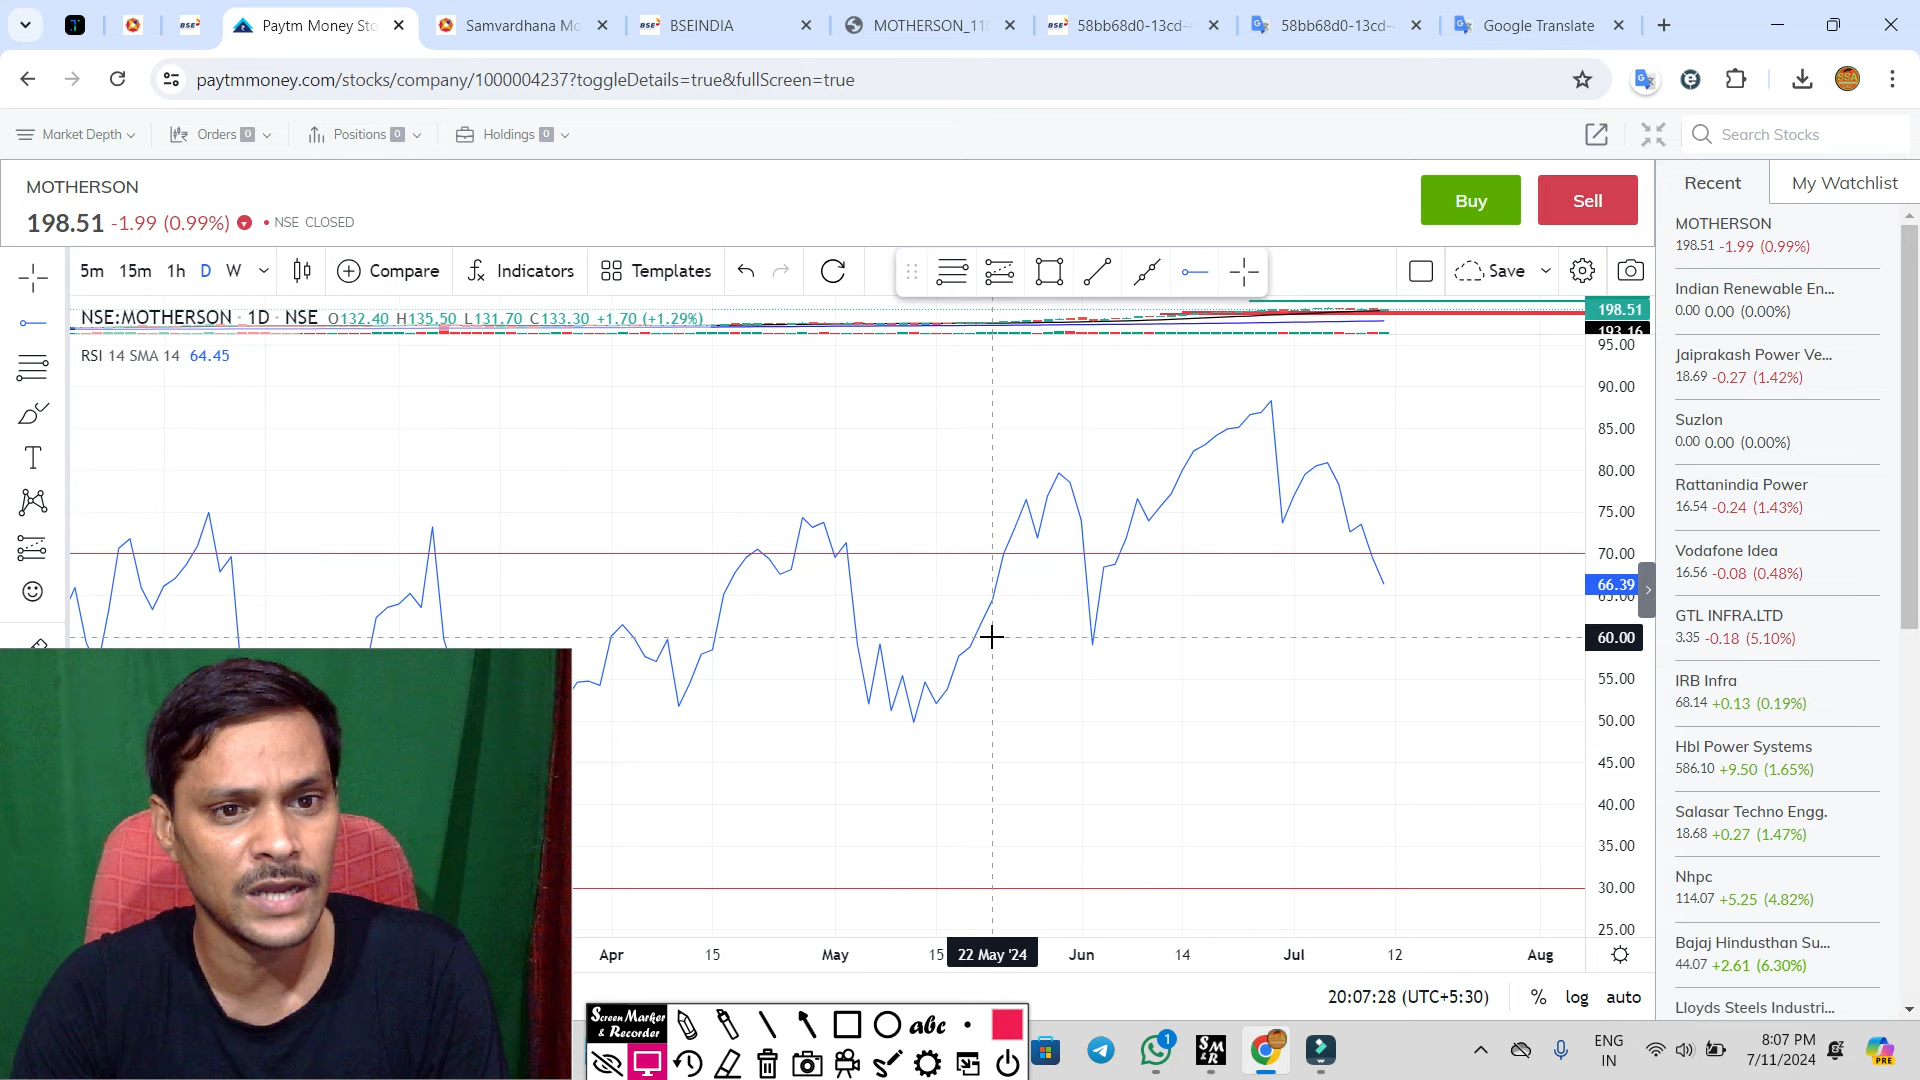 Paytm Money Sto
Samvardhana Mo
BSEINDIA
MOTHERSON_110
58bb68d0-13cd-
58bb68d0-13cd-
Google Translate
paytmmoney.com/stocks/company/1000004237?toggleDetails=true&fullScreen=true
Market Depth
Orders 0
Positions 0
Holdings 0
Search Stocks
MOTHERSON
198.51 -1.99 (0.99%) • NSE CLOSED
Buy
Sell
Recent
My Watchlist
5m 15m 1h D W
Compare
Indicators
Templates
Save
NSE:MOTHERSON · 1D · NSE O132.40 H135.50 L131.70 C133.30 +1.70 (+1.29%)
RSI 14 SMA 14 64.45
198.51
193.16
95.00
90.00
85.00
80.00
75.00
70.00
66.39
65.00
60.00
55.00
50.00
45.00
40.00
35.00
30.00
25.00
Apr 15 May 15 22 May '24 Jun 14 Jul 12 Aug
20:07:28 (UTC+5:30) % log auto
MOTHERSON
198.51 -1.99 (0.99%)
Indian Renewable En...
0.00 0.00 (0.00%)
Jaiprakash Power Ve...
18.69 -0.27 (1.42%)
Suzlon
0.00 0.00 (0.00%)
Rattanindia Power
16.54 -0.24 (1.43%)
Vodafone Idea
16.56 -0.08 (0.48%)
GTL INFRA.LTD
3.35 -0.18 (5.10%)
IRB Infra
68.14 +0.13 (0.19%)
Hbl Power Systems
586.10 +9.50 (1.65%)
Salasar Techno Engg.
18.68 +0.27 (1.47%)
Nhpc
114.07 +5.25 (4.82%)
Bajaj Hindusthan Su...
44.07 +2.61 (6.30%)
Lloyds Steels Industri...
Screen Marker
& Recorder
abc
1
SM
&R
ENG
IN
8:07 PM
7/11/2024
PRE